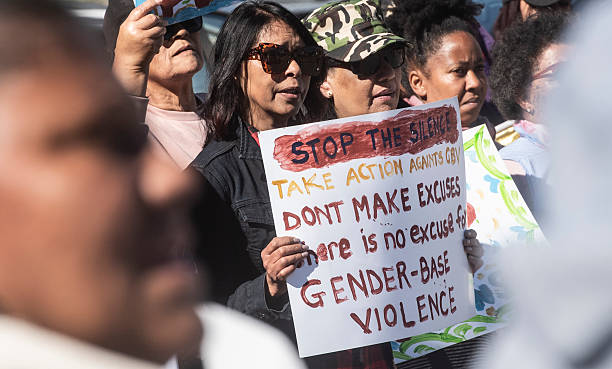 STOP THE SILENCE
TAKE ACTION AGAINTS GBV
DONT MAKE EXCUSES
there is no excuse for
GENDER-BASE
VIOLENCE